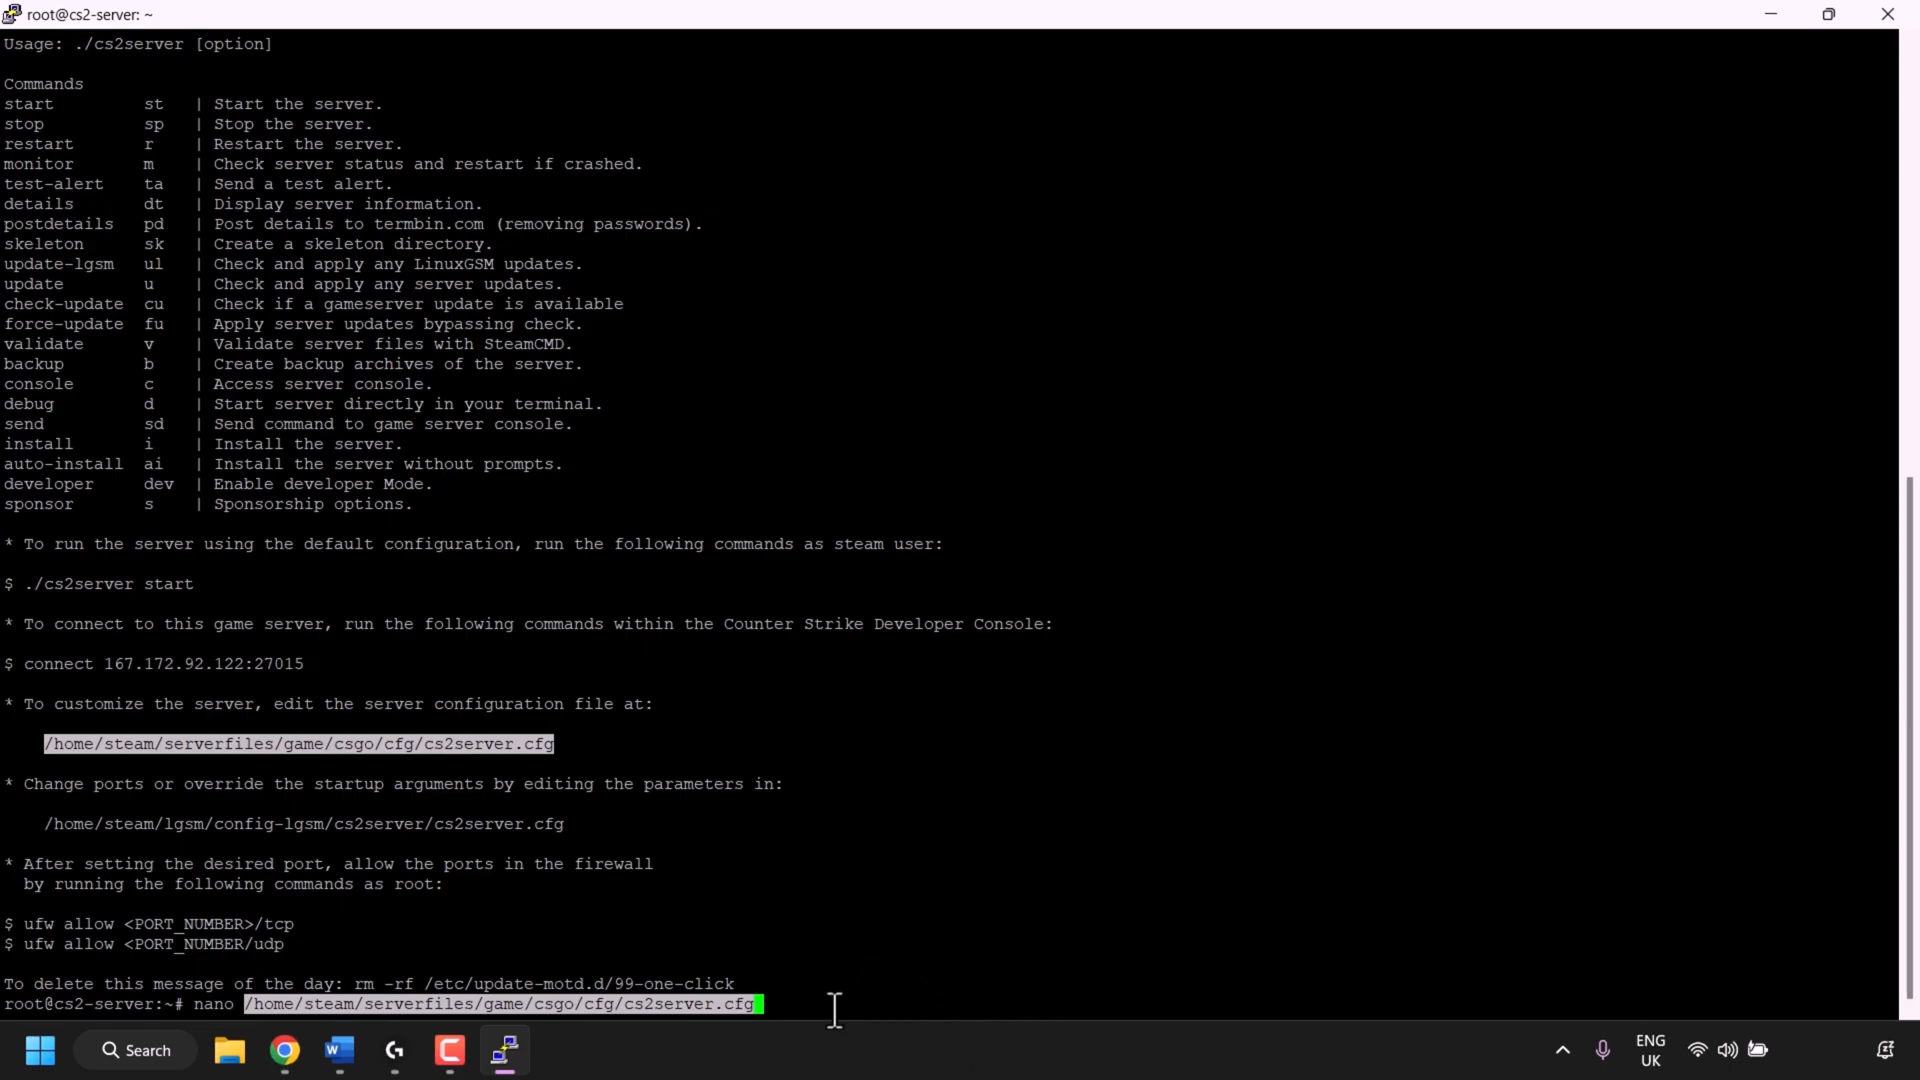 root@cs2-server: ~
Usage: ./cs2server [option]
Commands
start st | Start the server.
stop sp | Stop the server.
restart r | Restart the server.
monitor m | Check server status and restart if crashed.
test-alert ta | Send a test alert.
details dt | Display server information.
postdetails pd | Post details to termbin.com (removing passwords).
skeleton sk | Create a skeleton directory.
update-lgsm ul | Check and apply any LinuxGSM updates.
update u | Check and apply any server updates.
check-update cu | Check if a gameserver update is available
force-update fu | Apply server updates bypassing check.
validate v | Validate server files with SteamCMD.
backup b | Create backup archives of the server.
console c | Access server console.
debug d | Start server directly in your terminal.
send sd | Send command to game server console.
install i | Install the server.
auto-install ai | Install the server without prompts.
developer dev | Enable developer Mode.
sponsor s | Sponsorship options.
* To run the server using the default configuration, run the following commands as steam user:
$ ./cs2server start
* To connect to this game server, run the following commands within the Counter Strike Developer Console:
$ connect 167.172.92.122:27015
* To customize the server, edit the server configuration file at:
/home/steam/serverfiles/game/csgo/cfg/cs2server.cfg
* Change ports or override the startup arguments by editing the parameters in:
/home/steam/lgsm/config-lgsm/cs2server/cs2server.cfg
* After setting the desired port, allow the ports in the firewall
by running the following commands as root:
$ ufw allow <PORT_NUMBER>/tcp
$ ufw allow <PORT_NUMBER/udp
To delete this message of the day: rm -rf /etc/update-motd.d/99-one-click
root@cs2-server:~# nano /home/steam/serverfiles/game/csgo/cfg/cs2server.cfg
Search
ENG
UK